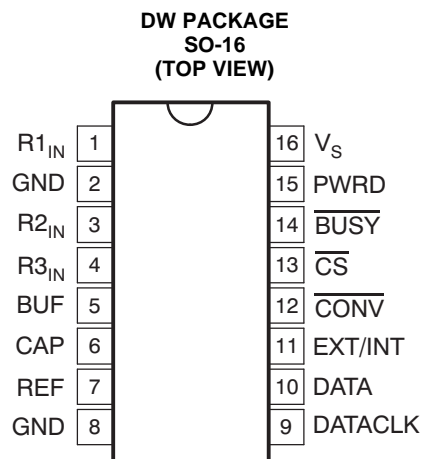 DW PACKAGE
SO-16
(TOP VIEW)
R1IN 1 16 VS
GND 2 15 PWRD
R2IN 3 14 BUSY
R3IN 4 13 CS
BUF 5 12 CONV
CAP 6 11 EXT/INT
REF 7 10 DATA
GND 8 9 DATACLK